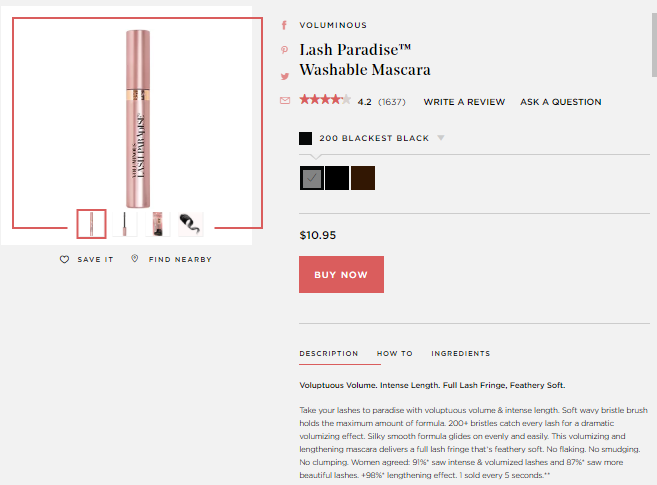 VOLUMINOUS
Lash Paradise™
Washable Mascara
4.2 (1637) WRITE A REVIEW ASK A QUESTION
200 BLACKEST BLACK
VOLUMINOUS
LASH PARADISE
SAVE IT FIND NEARBY
$10.95
BUY NOW
DESCRIPTION HOW TO INGREDIENTS
Voluptuous Volume. Intense Length. Full Lash Fringe, Feathery Soft.
Take your lashes to paradise with voluptuous volume & intense length. Soft wavy bristle brush
holds the maximum amount of formula. 200+ bristles catch every lash for a dramatic
volumizing effect. Silky smooth formula glides on evenly and easily. This volumizing and
lengthening mascara delivers a full lash fringe that's feathery soft. No flaking. No smudging.
No clumping. Women agreed: 91%* saw intense & volumized lashes and 87%* saw more
beautiful lashes. +98%* lengthening effect. 1 sold every 5 seconds.**